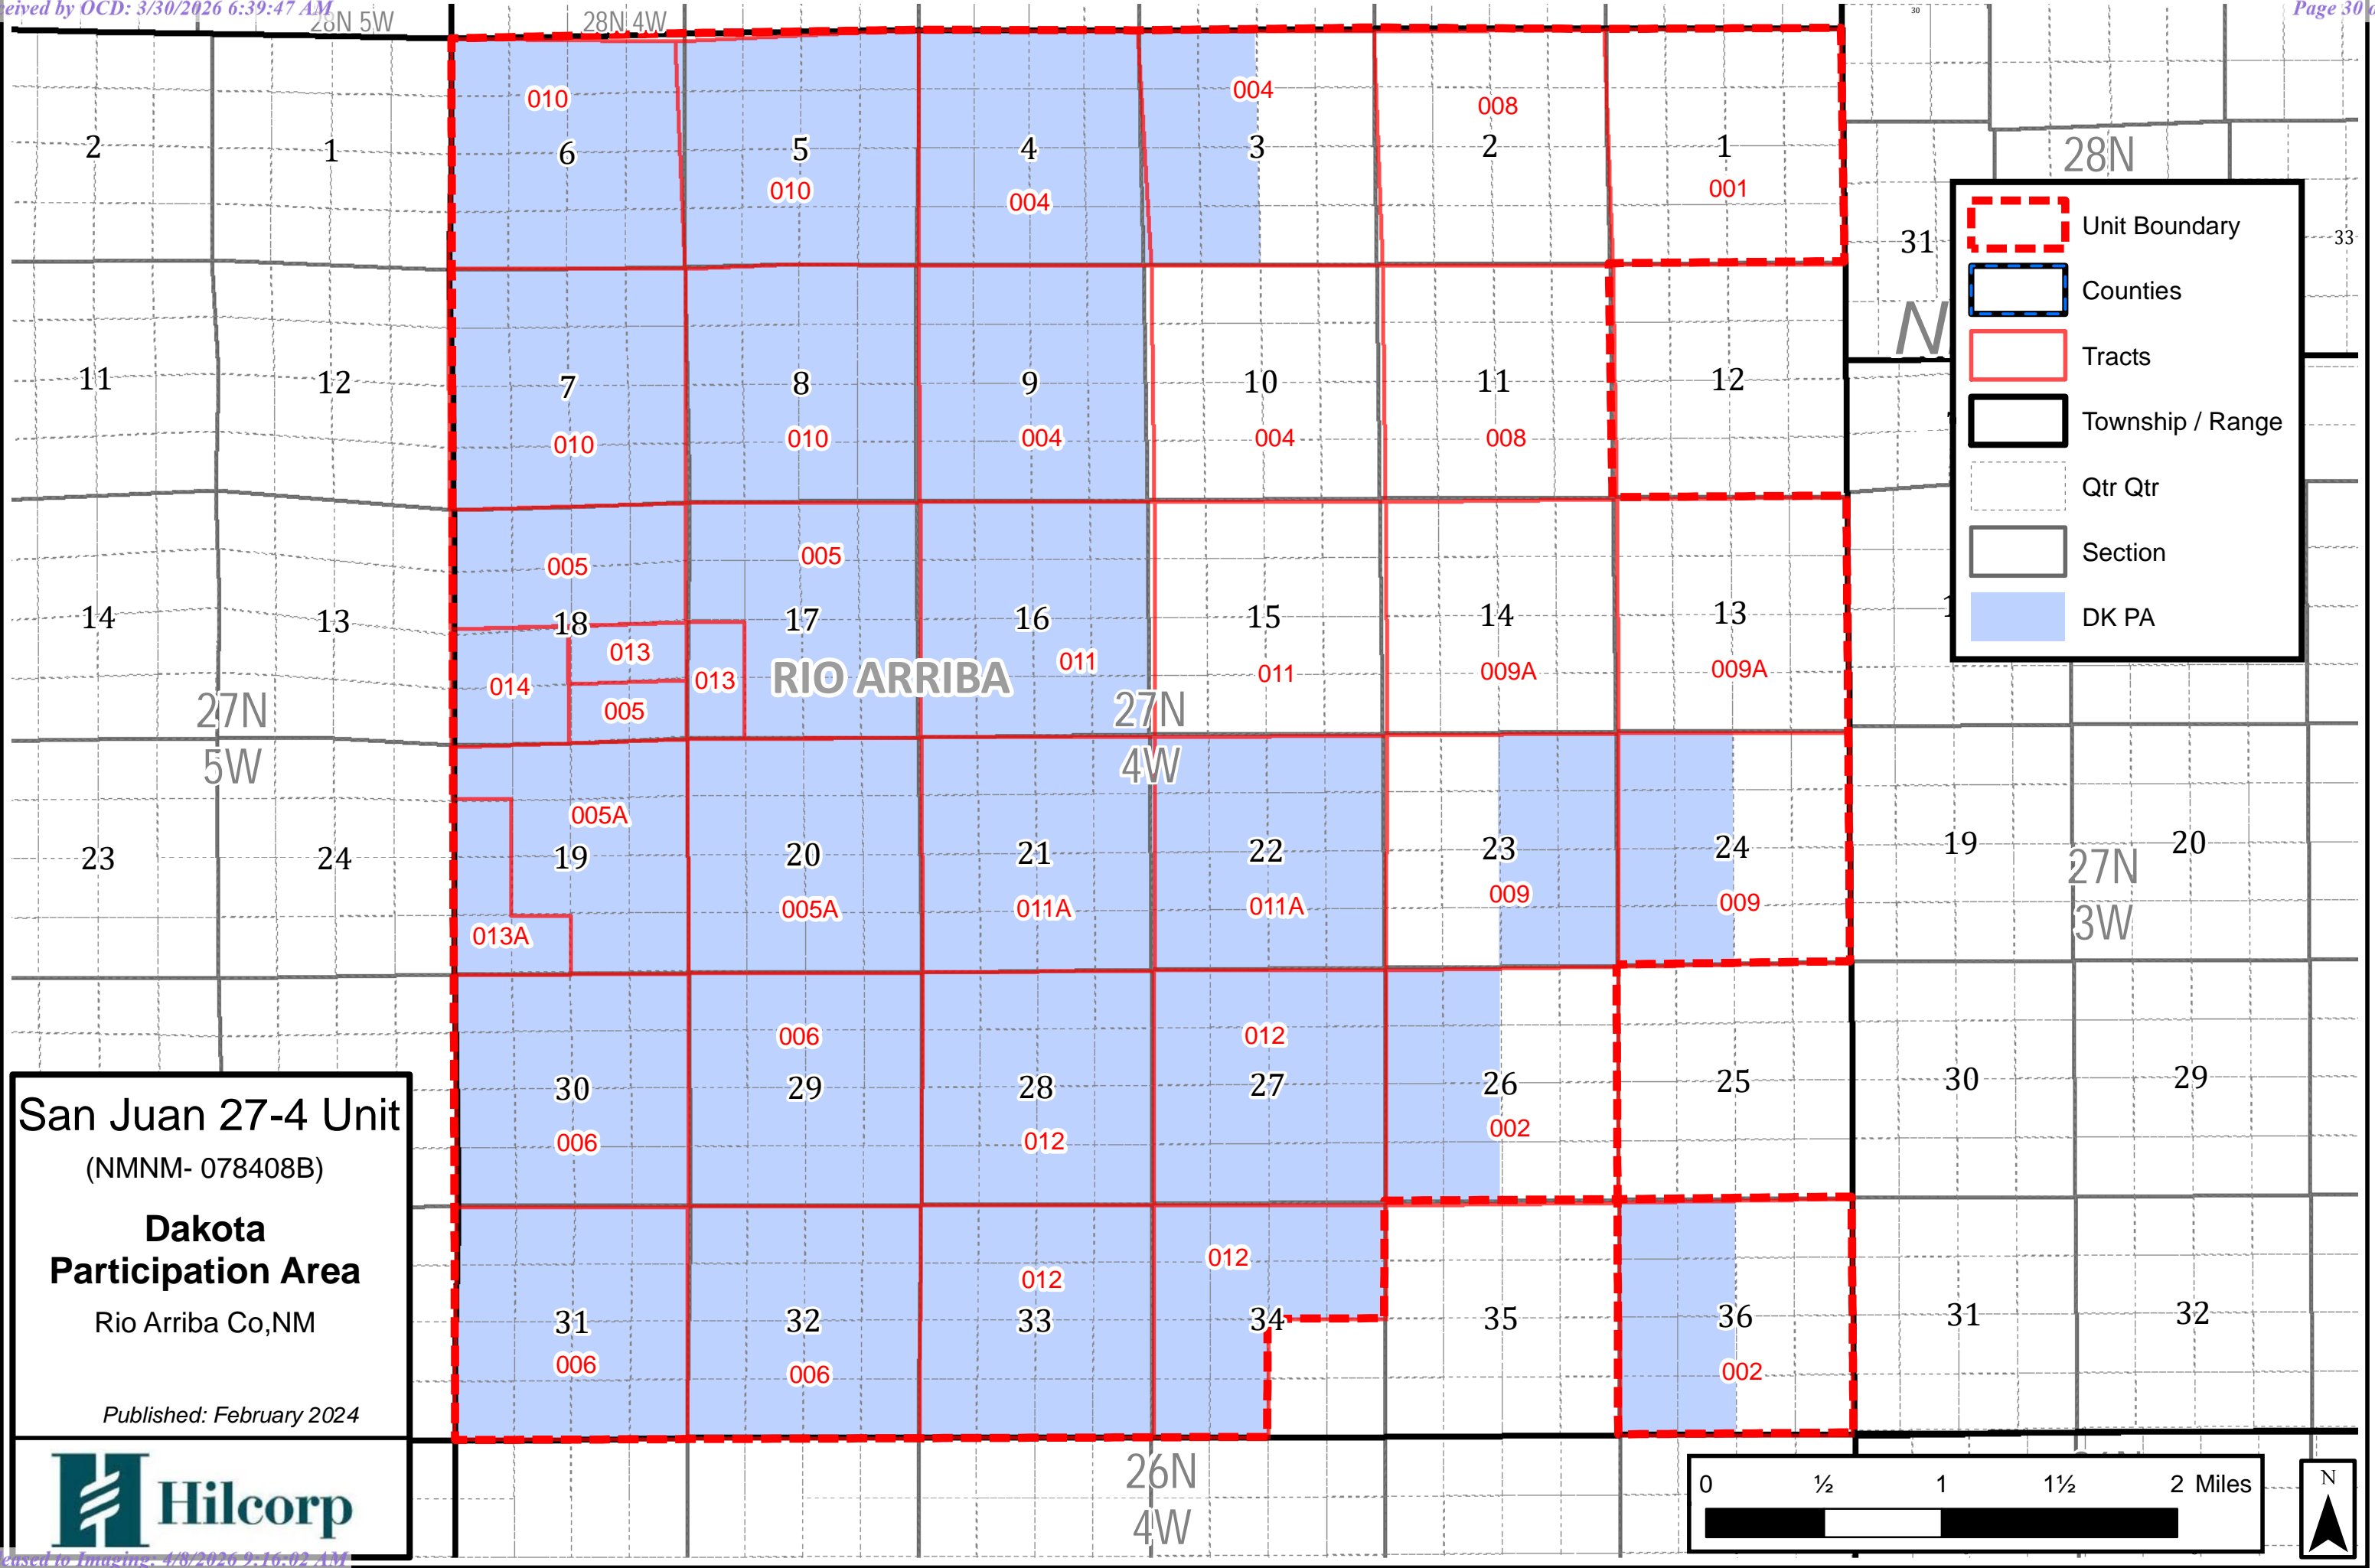 eived by OCD: 3/30/2026 6:39:47 AM
Page 30 o
28N 5W
28N 4W
30
010
004
008
2
1
6
5
4
3
2
1
28N
010
004
001
31
33
Unit Boundary
Counties
Tracts
Township / Range
Qtr Qtr
Section
DK PA
N
11
12
7
8
9
10
11
12
010
010
004
004
008
005
005
14
13
18
17
16
15
14
13
013
014
013
RIO ARRIBA
011
011
009A
009A
005
27N
5W
27N
4W
005A
23
24
19
20
21
22
23
24
19
20
27N
3W
005A
011A
011A
009
009
013A
006
012
30
29
28
27
26
25
30
29
006
012
002
012
012
31
32
33
34
35
36
31
32
006
006
002
San Juan 27-4 Unit
(NMNM- 078408B)
Dakota
Participation Area
Rio Arriba Co,NM
Published: February 2024
Hilcorp
26N
4W
0 ½ 1 1½ 2 Miles
N
eased to Imaging: 4/8/2026 9:16:02 AM